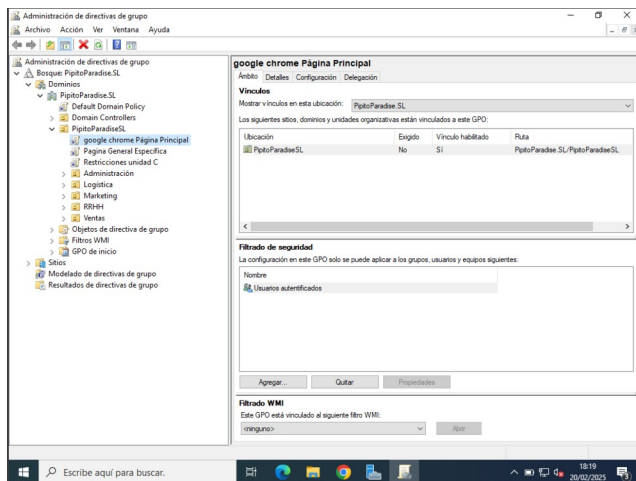 Administración de directivas de grupo
Archivo Acción Ver Ventana Ayuda
Administración de directivas de grupo
Bosque: PipitoParadise.SL
Dominios
PipitoParadise.SL
Default Domain Policy
Domain Controllers
PipitoParadiseSL
google chrome Página Principal
Pagina General Específica
Restricciones unidad C
Administración
Logística
Marketing
RRHH
Ventas
Objetos de directiva de grupo
Filtros WMI
GPO de inicio
Sitios
Modelado de directivas de grupo
Resultados de directivas de grupo
google chrome Página Principal
Ámbito Detalles Configuración Delegación
Vínculos
Mostrar vínculos en esta ubicación: PipitoParadise.SL
Los siguientes sitios, dominios y unidades organizativas están vinculados a este GPO:
Ubicación Exigido Vínculo habilitado Ruta
PipitoParadiseSL No Sí PipitoParadise.SL/PipitoParadiseSL
Filtrado de seguridad
La configuración en este GPO solo se puede aplicar a los grupos, usuarios y equipos siguientes:
Nombre
Usuarios autentificados
Agregar... Quitar Propiedades
Filtrado WMI
Este GPO está vinculado al siguiente filtro WMI:
<ninguno> Abrir
Escribe aquí para buscar.
18:19
20/02/2025
3